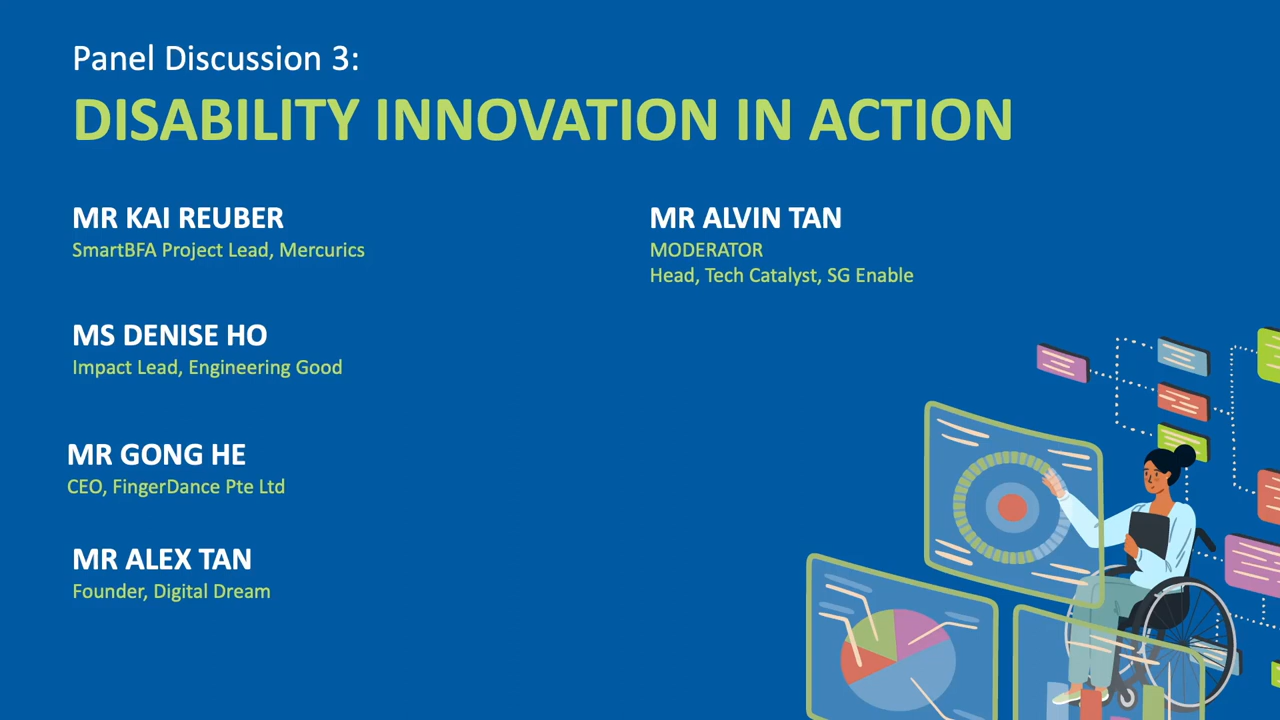 Panel Discussion 3:
DISABILITY INNOVATION IN ACTION
MR KAI REUBER
SmartBFA Project Lead, Mercurics
MS DENISE HO
Impact Lead, Engineering Good
MR GONG HE
CEO, FingerDance Pte Ltd
MR ALEX TAN
Founder, Digital Dream
MR ALVIN TAN
MODERATOR
Head, Tech Catalyst, SG Enable